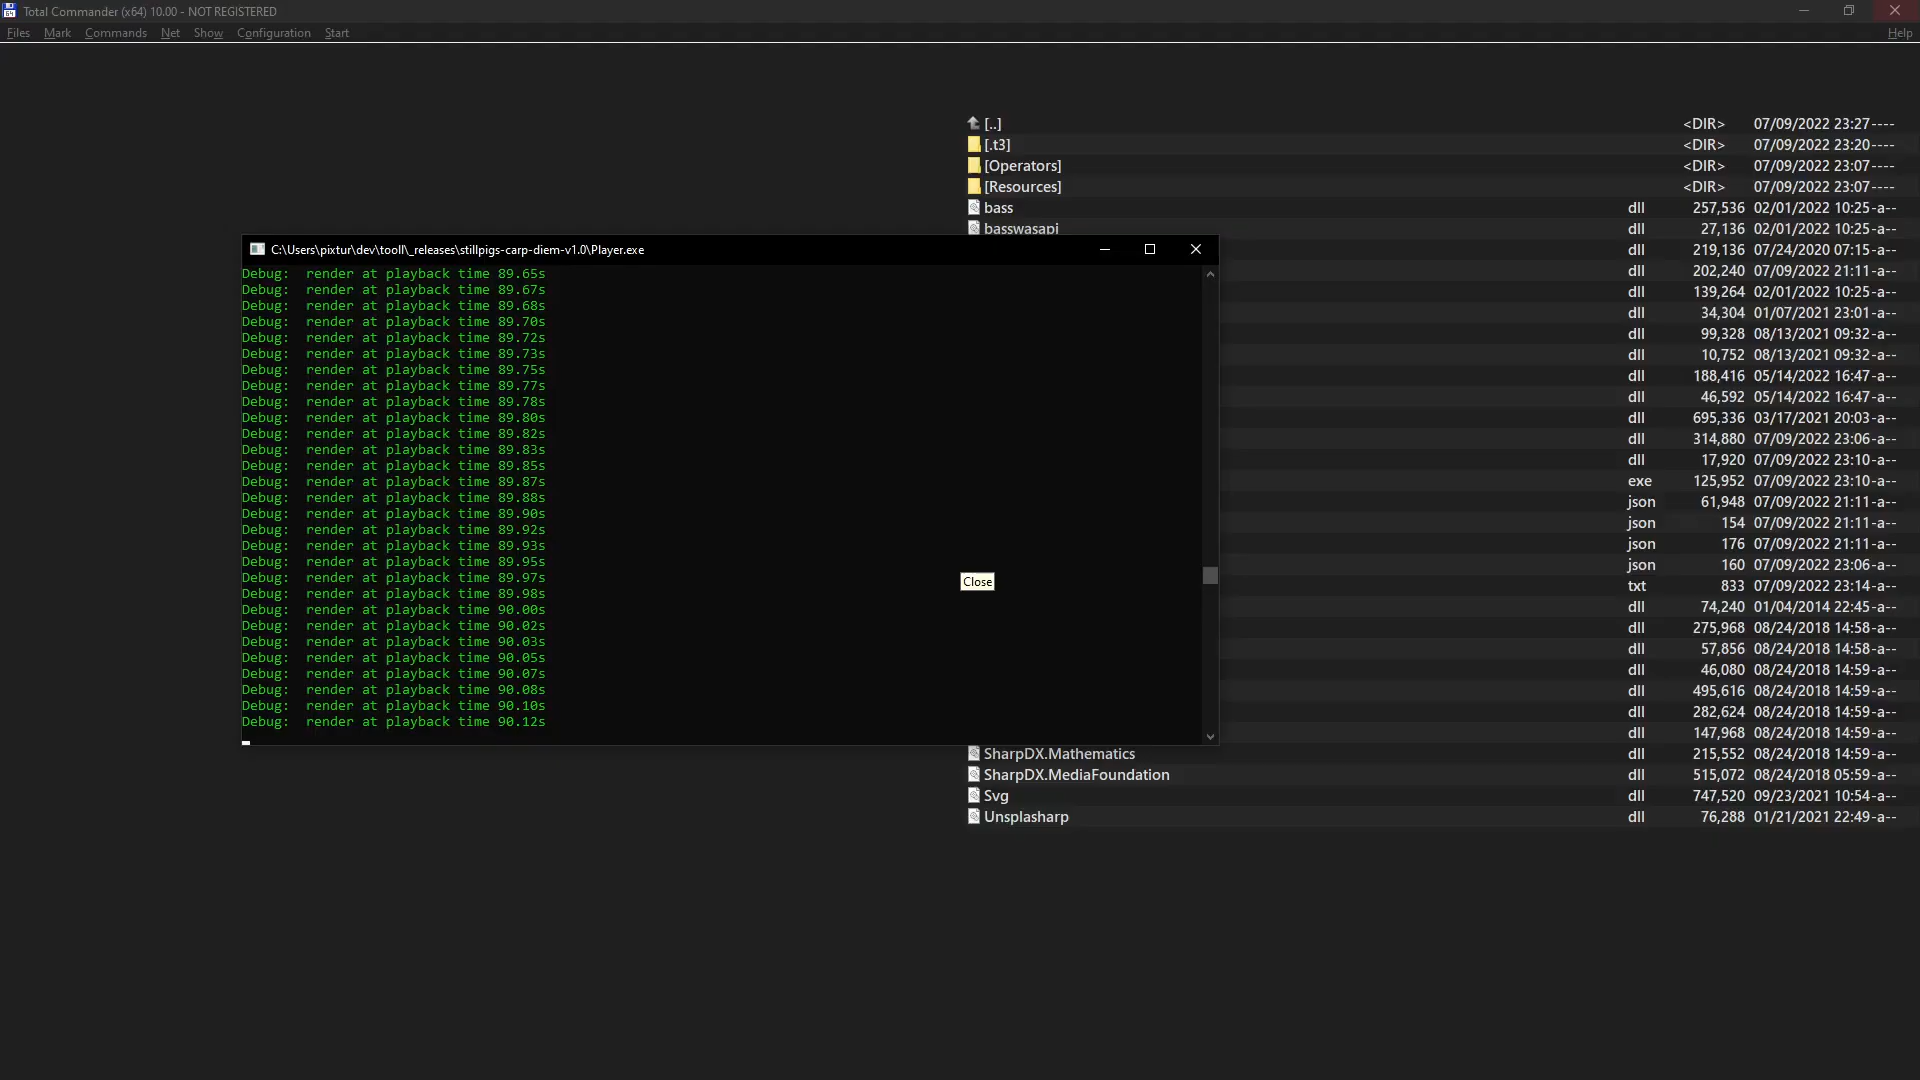 Total Commander (x64) 10.00 - NOT REGISTERED
Files Mark Commands Net Show Configuration Start Help
[..] <DIR> 07/09/2022 23:27----
[.t3] <DIR> 07/09/2022 23:20----
[Operators] <DIR> 07/09/2022 23:07----
[Resources] <DIR> 07/09/2022 23:07----
bass dll 257,536 02/01/2022 10:25-a--
basswasapi dll 27,136 02/01/2022 10:25-a--
dll 219,136 07/24/2020 07:15-a--
dll 202,240 07/09/2022 21:11-a--
dll 139,264 02/01/2022 10:25-a--
dll 34,304 01/07/2021 23:01-a--
dll 99,328 08/13/2021 09:32-a--
dll 10,752 08/13/2021 09:32-a--
dll 188,416 05/14/2022 16:47-a--
dll 46,592 05/14/2022 16:47-a--
dll 695,336 03/17/2021 20:03-a--
dll 314,880 07/09/2022 23:06-a--
dll 17,920 07/09/2022 23:10-a--
exe 125,952 07/09/2022 23:10-a--
json 61,948 07/09/2022 21:11-a--
json 154 07/09/2022 21:11-a--
json 176 07/09/2022 21:11-a--
json 160 07/09/2022 23:06-a--
txt 833 07/09/2022 23:14-a--
dll 74,240 01/04/2014 22:45-a--
dll 275,968 08/24/2018 14:58-a--
dll 57,856 08/24/2018 14:58-a--
dll 46,080 08/24/2018 14:59-a--
dll 495,616 08/24/2018 14:59-a--
dll 282,624 08/24/2018 14:59-a--
dll 147,968 08/24/2018 14:59-a--
SharpDX.Mathematics dll 215,552 08/24/2018 14:59-a--
SharpDX.MediaFoundation dll 515,072 08/24/2018 05:59-a--
Svg dll 747,520 09/23/2021 10:54-a--
Unsplasharp dll 76,288 01/21/2021 22:49-a--
C:\Users\pixtur\dev\tooll\_releases\stillpigs-carp-diem-v1.0\Player.exe
Debug:  render at playback time 89.65s
Debug:  render at playback time 89.67s
Debug:  render at playback time 89.68s
Debug:  render at playback time 89.70s
Debug:  render at playback time 89.72s
Debug:  render at playback time 89.73s
Debug:  render at playback time 89.75s
Debug:  render at playback time 89.77s
Debug:  render at playback time 89.78s
Debug:  render at playback time 89.80s
Debug:  render at playback time 89.82s
Debug:  render at playback time 89.83s
Debug:  render at playback time 89.85s
Debug:  render at playback time 89.87s
Debug:  render at playback time 89.88s
Debug:  render at playback time 89.90s
Debug:  render at playback time 89.92s
Debug:  render at playback time 89.93s
Debug:  render at playback time 89.95s
Debug:  render at playback time 89.97s
Debug:  render at playback time 89.98s
Debug:  render at playback time 90.00s
Debug:  render at playback time 90.02s
Debug:  render at playback time 90.03s
Debug:  render at playback time 90.05s
Debug:  render at playback time 90.07s
Debug:  render at playback time 90.08s
Debug:  render at playback time 90.10s
Debug:  render at playback time 90.12s
Close